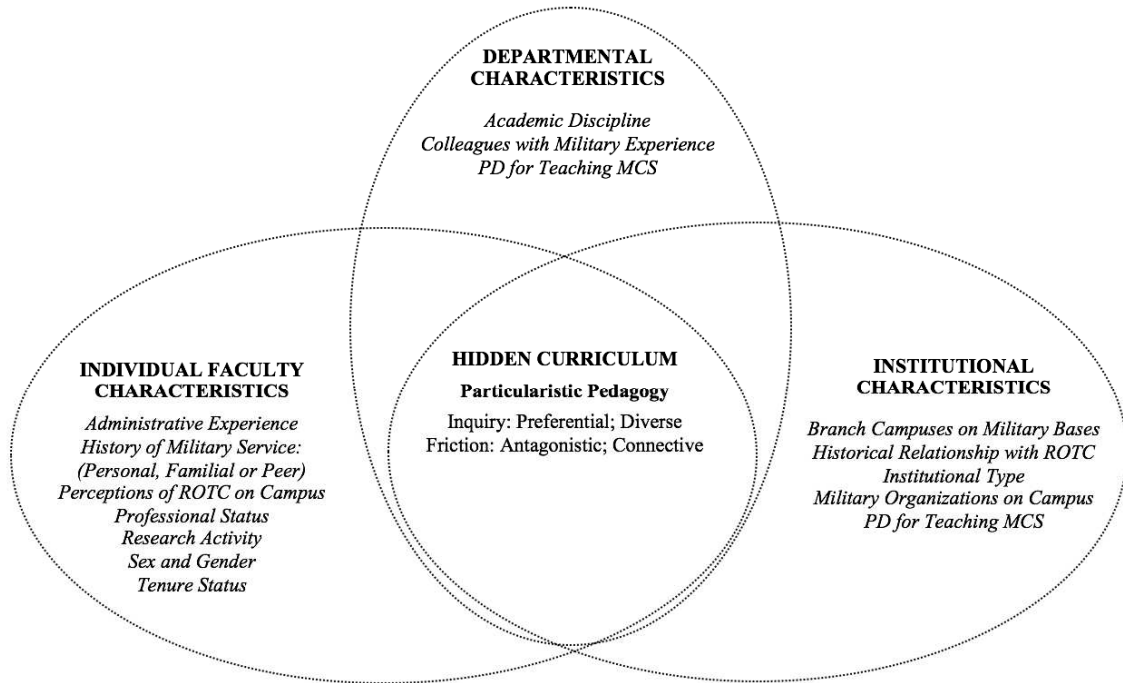 DEPARTMENTAL
CHARACTERISTICS
Academic Discipline
Colleagues with Military Experience
PD for Teaching MCS
INDIVIDUAL FACULTY
CHARACTERISTICS
Administrative Experience
History of Military Service:
(Personal, Familial or Peer)
Perceptions of ROTC on Campus
Professional Status
Research Activity
Sex and Gender
Tenure Status
HIDDEN CURRICULUM
Particularistic Pedagogy
Inquiry: Preferential; Diverse
Friction: Antagonistic; Connective
INSTITUTIONAL
CHARACTERISTICS
Branch Campuses on Military Bases
Historical Relationship with ROTC
Institutional Type
Military Organizations on Campus
PD for Teaching MCS